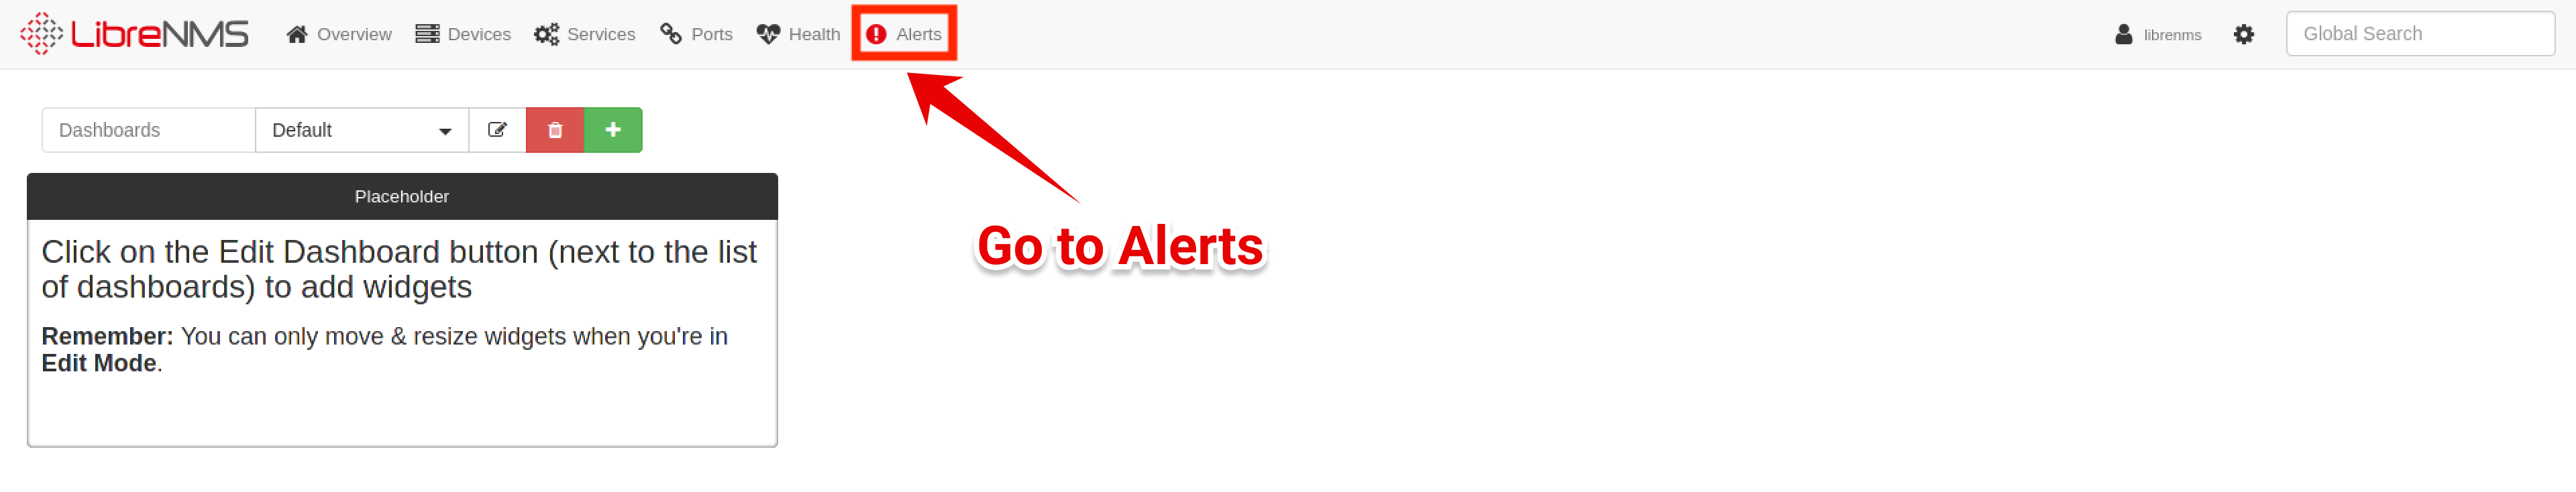 LibreNMS Overview Devices Services Ports Health Alerts librenms Global Search
Dashboards Default
Placeholder
Click on the Edit Dashboard button (next to the list
of dashboards) to add widgets
Remember: You can only move & resize widgets when you're in
Edit Mode.
Go to Alerts